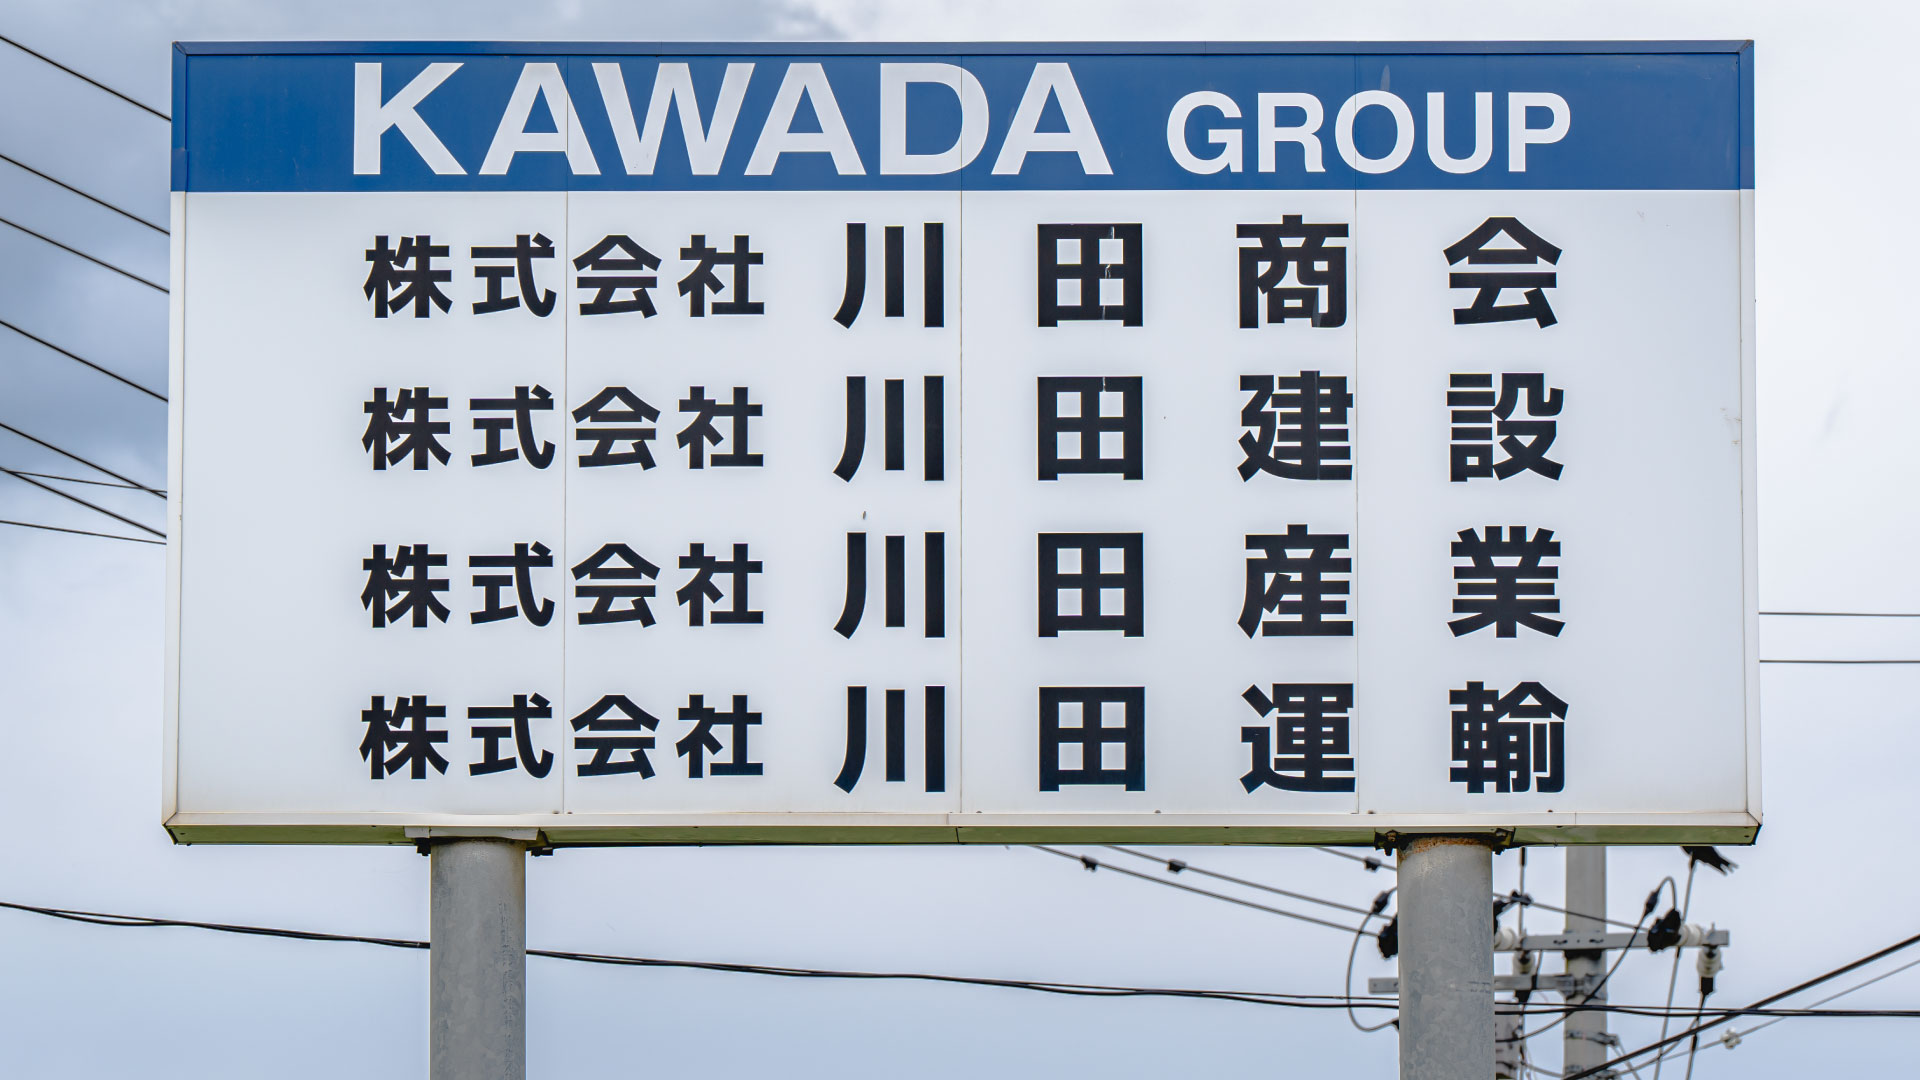 KAWADA GROUP
株式会社 川田商会
株式会社 川田建設
株式会社 川田産業
株式会社 川田運輸